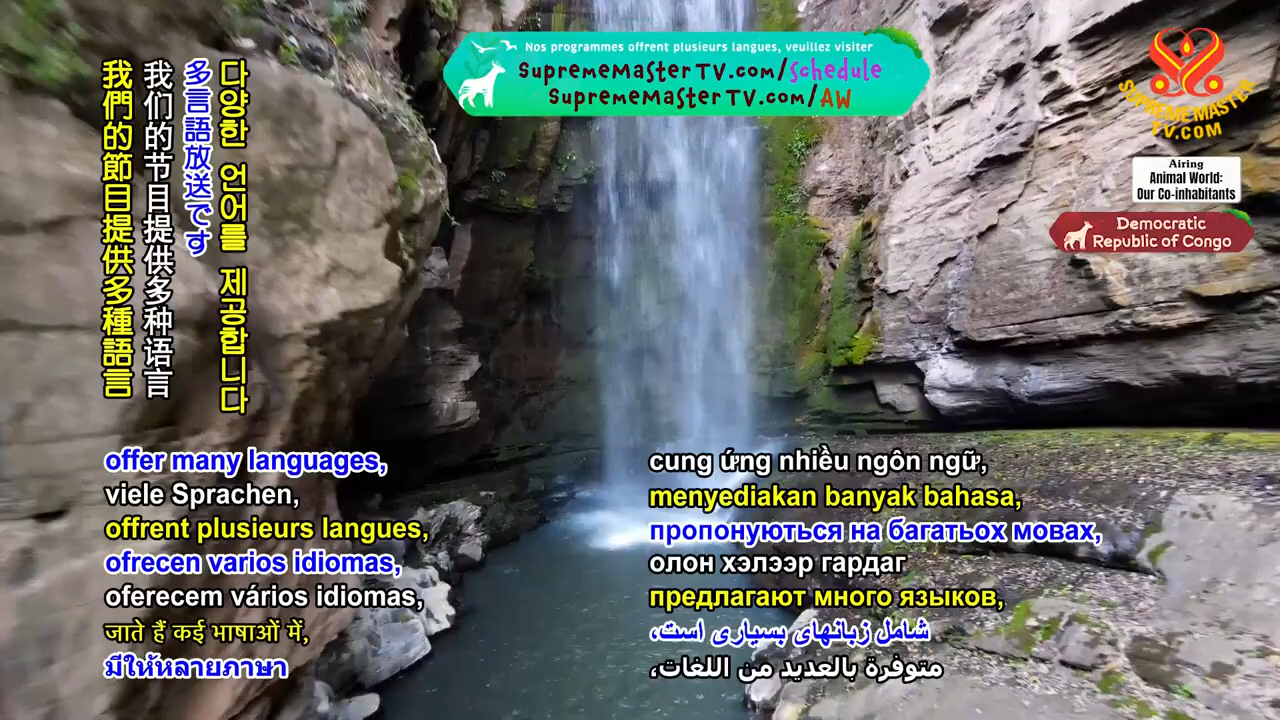 Nos programmes offrent plusieurs langues, veuillez visiter
SupremeMasterTV.com/Schedule
SupremeMasterTV.com/AW
SUPREME MASTER
TV.COM
Airing
Animal World:
Our Co-inhabitants
Democratic
Republic of Congo
다양한 언어를 제공합니다
多言語放送です
我们的节目提供多种语言
我們的節目提供多種語言
offer many languages,
viele Sprachen,
offrent plusieurs langues,
ofrecen varios idiomas,
oferecem vários idiomas,
जाते हैं कई भाषाओं में,
มีให้หลายภาษา
cung ứng nhiều ngôn ngữ,
menyediakan banyak bahasa,
пропонуються на багатьох мовах,
олон хэлээр гардаг
предлагают много языков,
شامل زبانهای بسیاری است،
متوفرة بالعديد من اللغات،